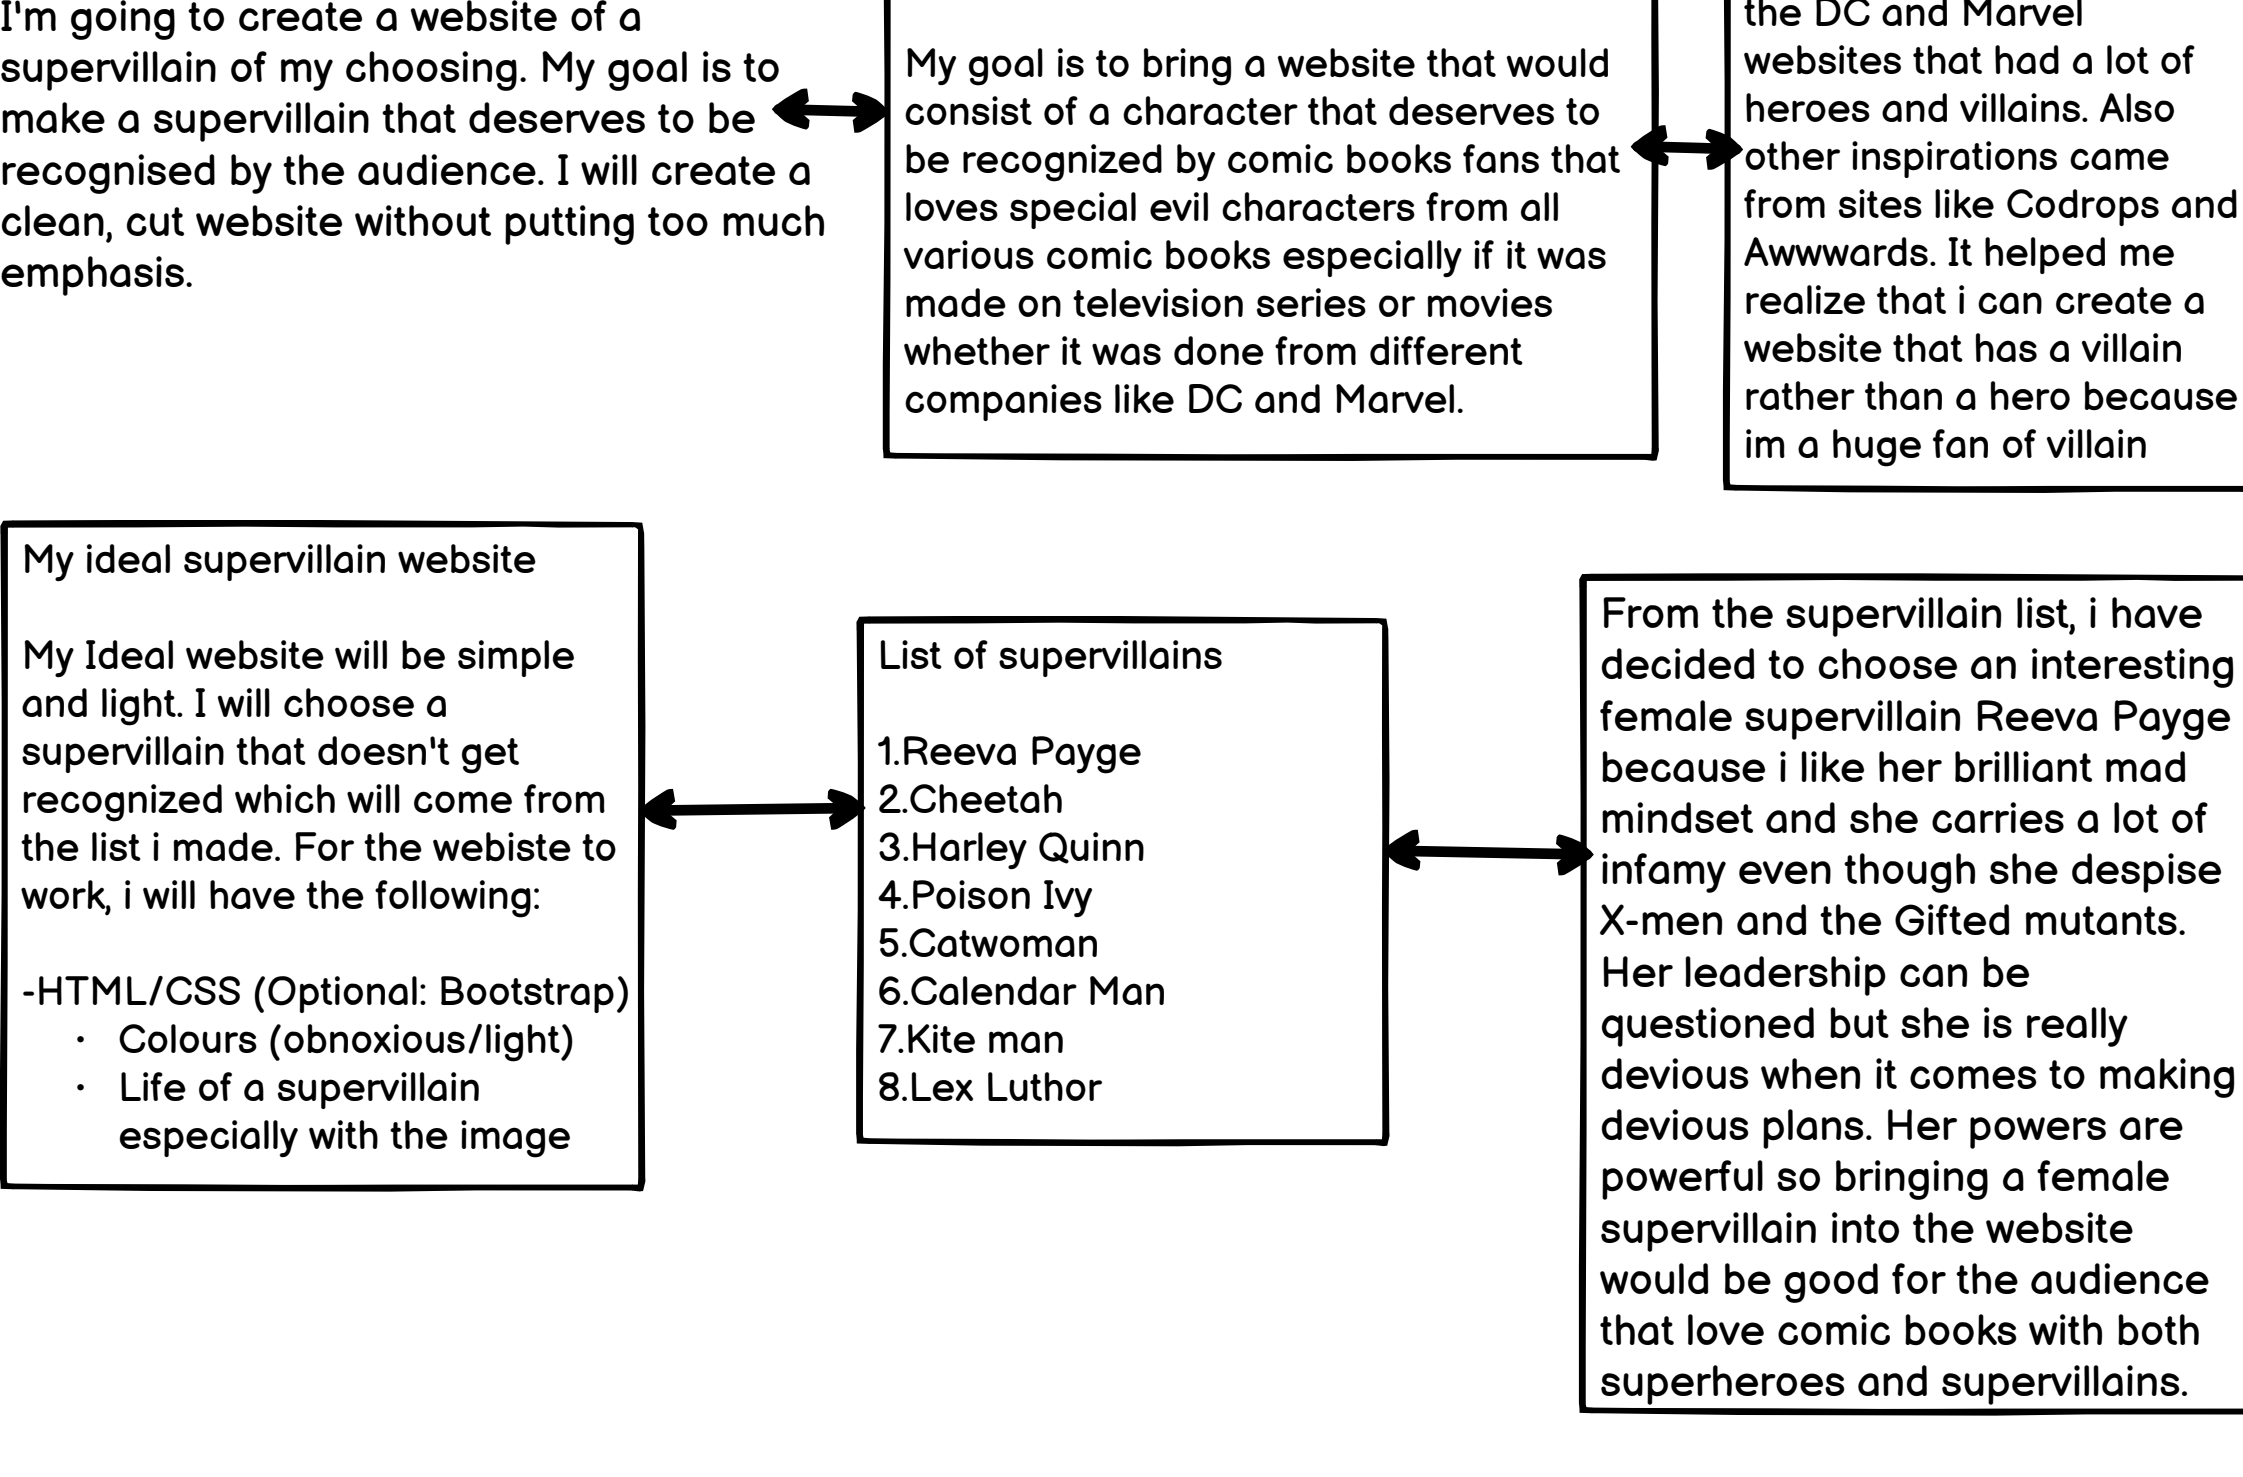 I'm going to create a website of a
supervillain of my choosing. My goal is to
make a supervillain that deserves to be
recognised by the audience. I will create a
clean, cut website without putting too much
emphasis.
My goal is to bring a website that would
consist of a character that deserves to
be recognized by comic books fans that
loves special evil characters from all
various comic books especially if it was
made on television series or movies
whether it was done from different
companies like DC and Marvel.
the DC and Marvel
websites that had a lot of
heroes and villains. Also
other inspirations came
from sites like Codrops and
Awwwards. It helped me
realize that i can create a
website that has a villain
rather than a hero because
im a huge fan of villain
My ideal supervillain website
My Ideal website will be simple
and light. I will choose a
supervillain that doesn't get
recognized which will come from
the list i made. For the webiste to
work, i will have the following:
-HTML/CSS (Optional: Bootstrap)
· Colours (obnoxious/light)
· Life of a supervillain
especially with the image
List of supervillains
1.Reeva Payge
2.Cheetah
3.Harley Quinn
4.Poison Ivy
5.Catwoman
6.Calendar Man
7.Kite man
8.Lex Luthor
From the supervillain list, i have
decided to choose an interesting
female supervillain Reeva Payge
because i like her brilliant mad
mindset and she carries a lot of
infamy even though she despise
X-men and the Gifted mutants.
Her leadership can be
questioned but she is really
devious when it comes to making
devious plans. Her powers are
powerful so bringing a female
supervillain into the website
would be good for the audience
that love comic books with both
superheroes and supervillains.